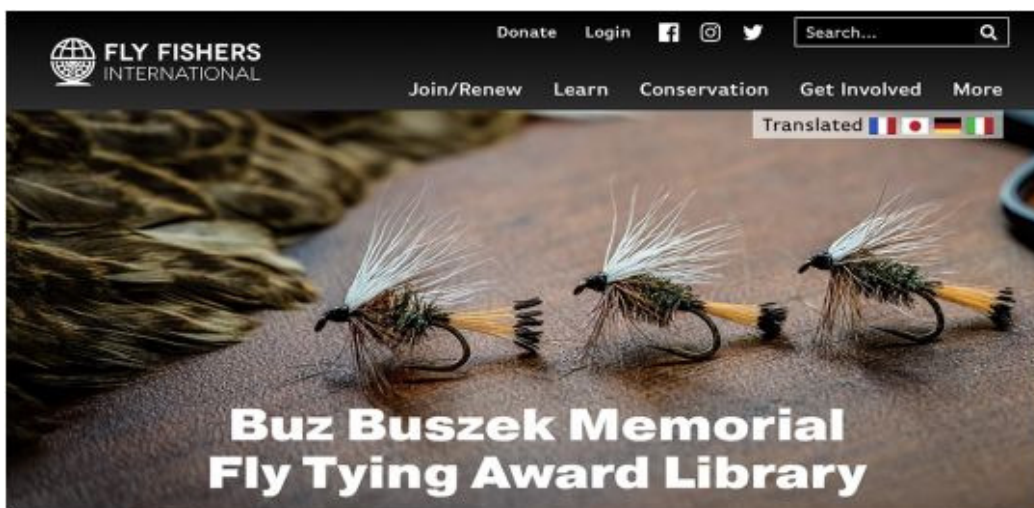 FLY FISHERS
INTERNATIONAL
Donate Login Search...
Join/Renew Learn Conservation Get Involved More
Translated
Buz Buszek Memorial
Fly Tying Award Library